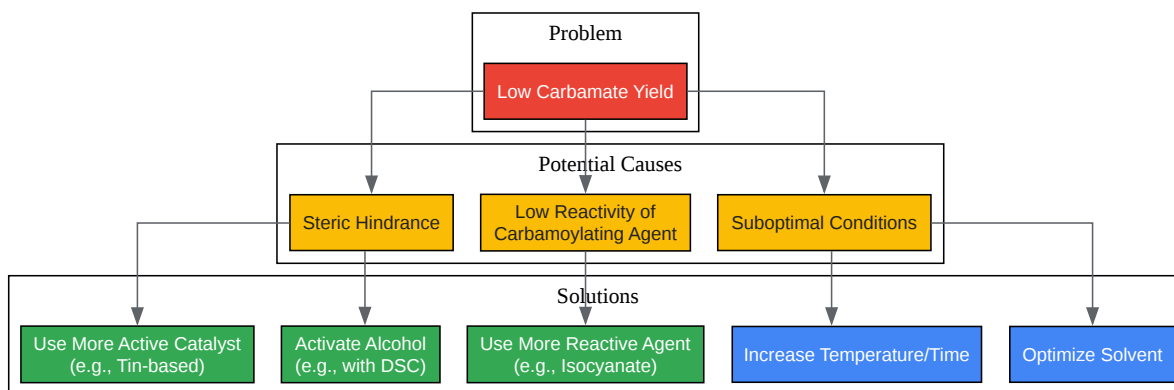 Problem
Low Carbamate Yield
Potential Causes
Steric Hindrance
Low Reactivity of
Carbamoylating Agent
Suboptimal Conditions
Solutions
Use More Active Catalyst
(e.g., Tin-based)
Activate Alcohol
(e.g., with DSC)
Use More Reactive Agent
(e.g., Isocyanate)
Increase Temperature/Time
Optimize Solvent